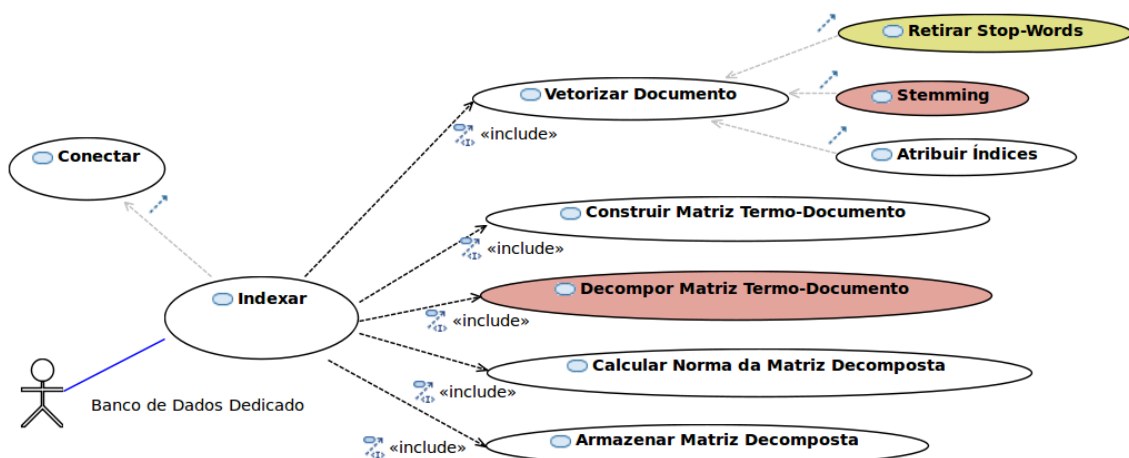 Retirar Stop-Words
Vetorizar Documento
Stemming
«include»
Conectar
Atribuir Índices
Construir Matriz Termo-Documento
«include»
Indexar
Decompor Matriz Termo-Documento
«include»
Calcular Norma da Matriz Decomposta
«include»
Banco de Dados Dedicado
Armazenar Matriz Decomposta
«include»